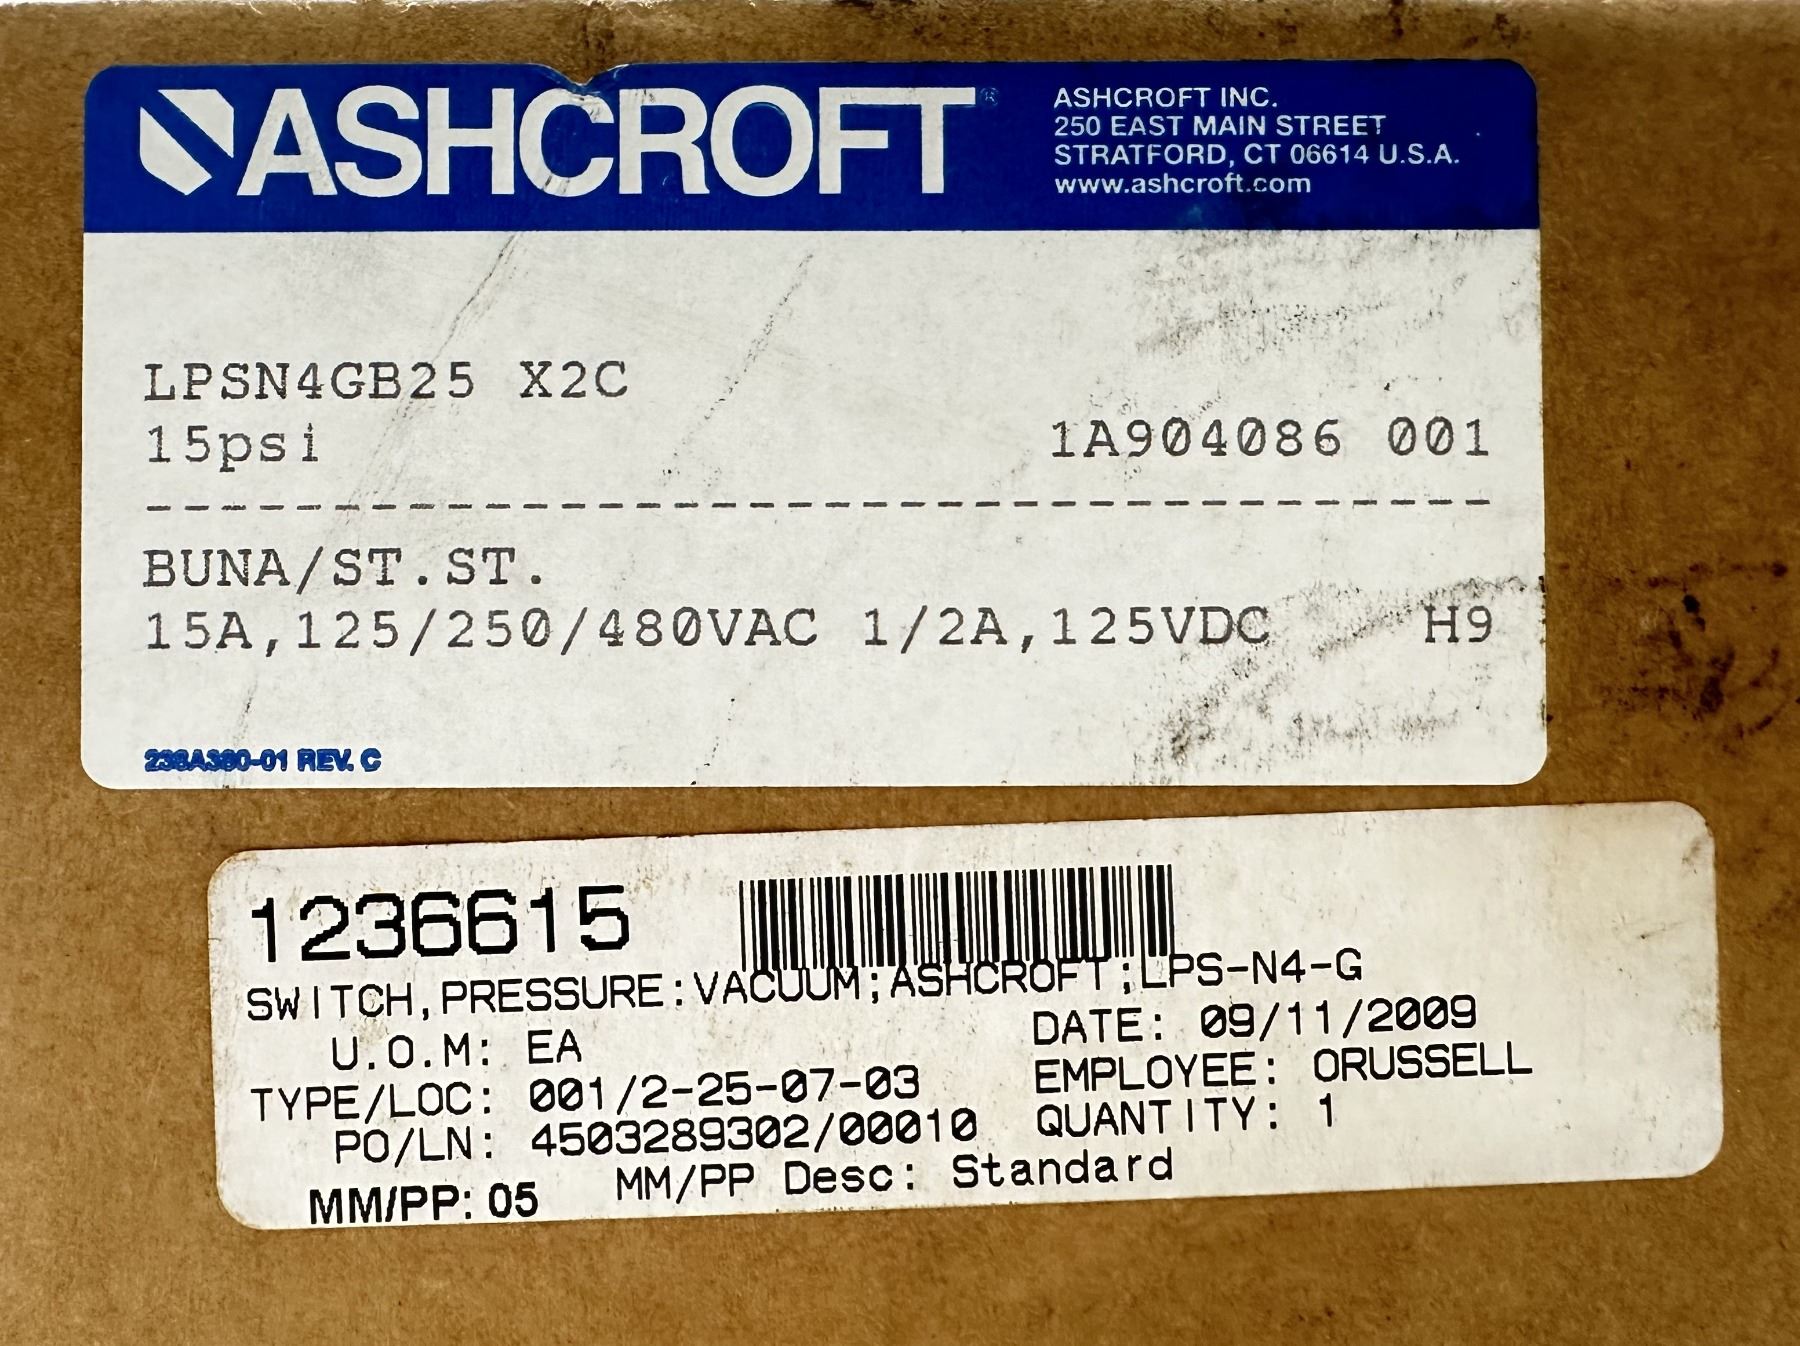 ASHCROFT®
ASHCROFT INC.
250 EAST MAIN STREET
STRATFORD, CT 06614 U.S.A.
www.ashcroft.com
LPSN4GB25 X2C
15psi 1A904086 001
BUNA/ST.ST.
15A,125/250/480VAC 1/2A,125VDC H9
238A380-01 REV. C
1236615
SWITCH,PRESSURE:VACUUM;ASHCROFT;LPS-N4-G
U.O.M: EA DATE: 09/11/2009
TYPE/LOC: 001/2-25-07-03 EMPLOYEE: ORUSSELL
PO/LN: 4503289302/00010 QUANTITY: 1
MM/PP: 05 MM/PP Desc: Standard